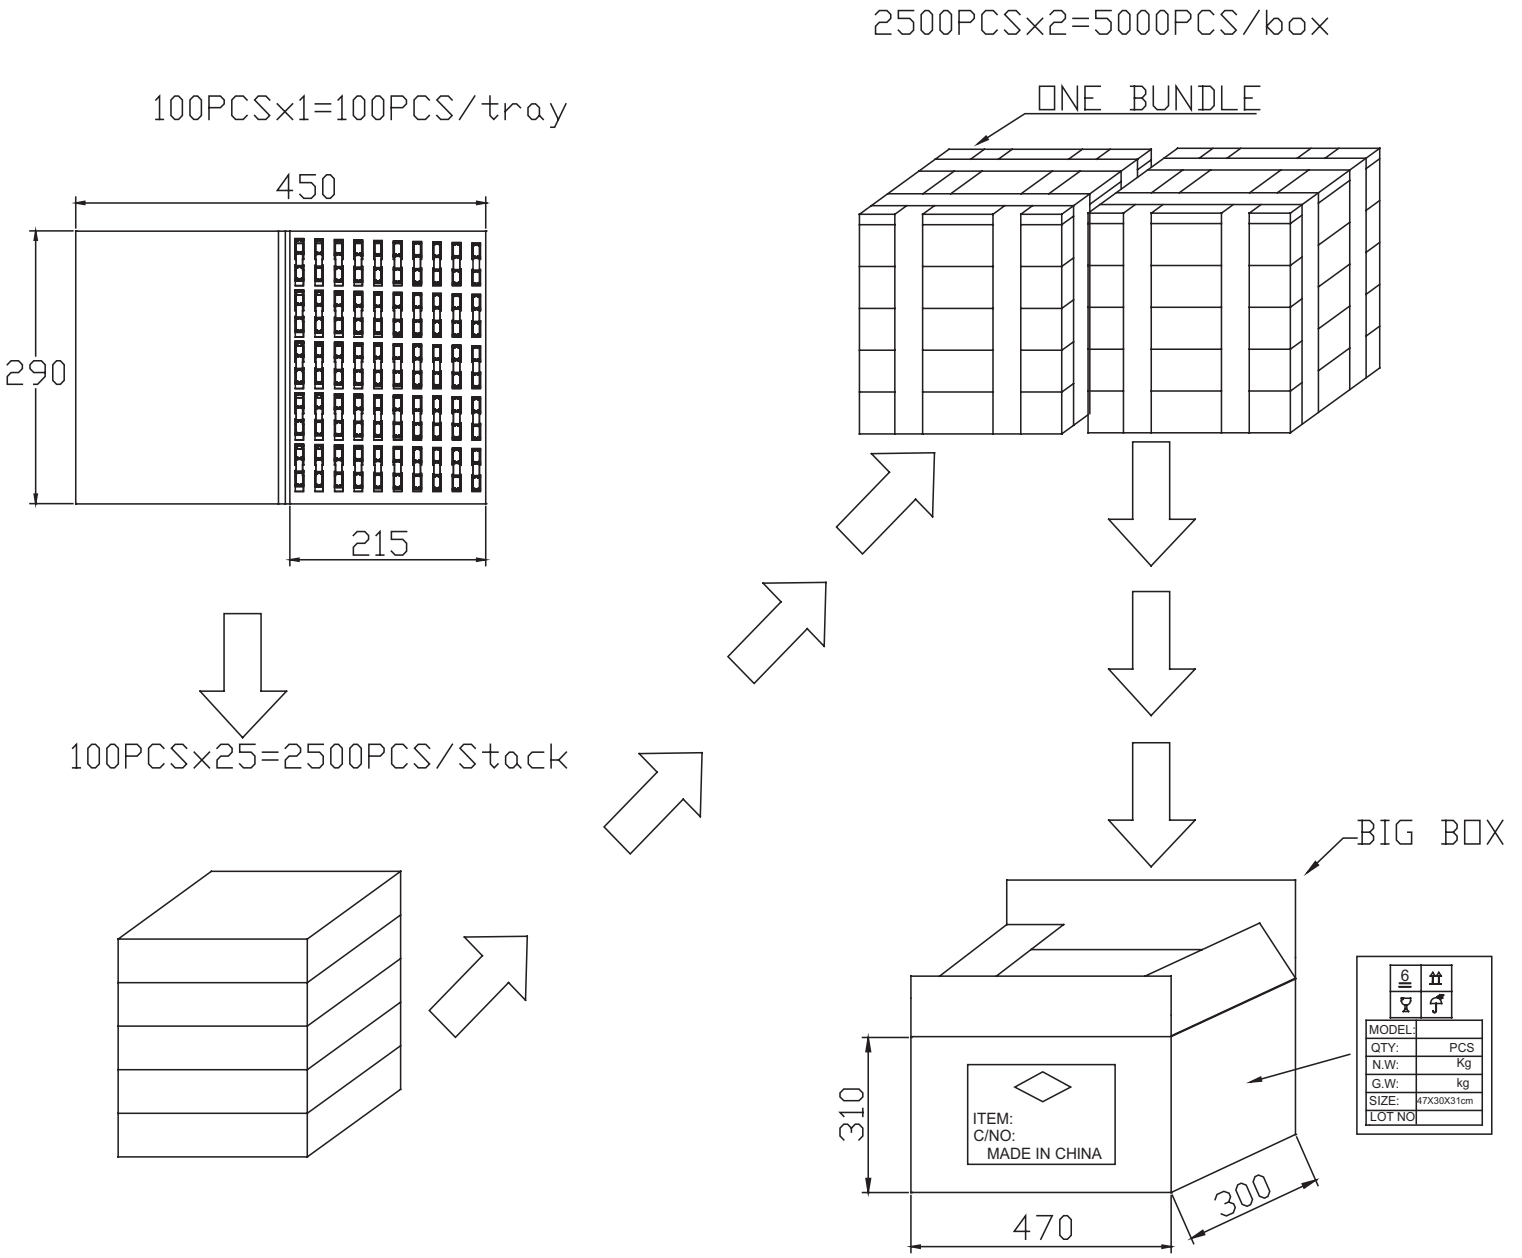 100PCSx1=100PCS/tray
450
290
215
100PCSx25=2500PCS/Stack
2500PCSx2=5000PCS/box
ONE BUNDLE
BIG BOX
310
ITEM:
C/NO:
MADE IN CHINA
470
300
6
MODEL:
QTY: PCS
N.W: Kg
G.W: kg
SIZE: 47X30X31cm
LOT NO